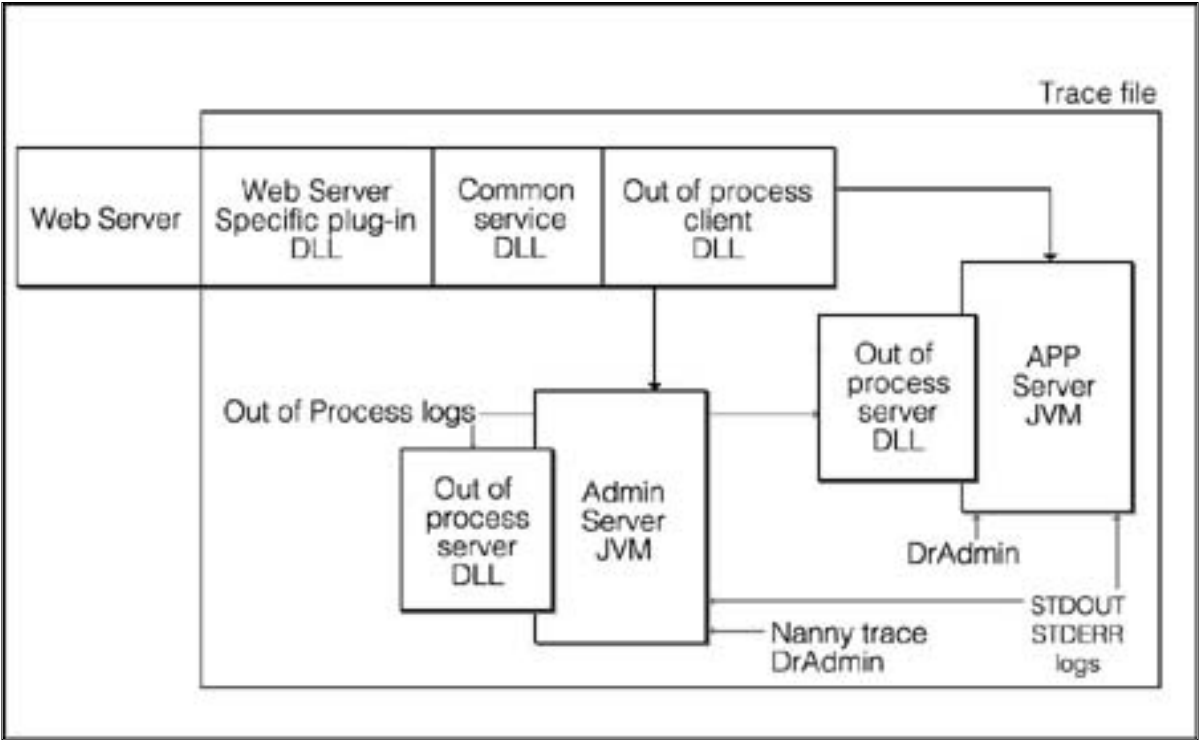 Trace file
Web Server
Web Server
Specific plug-in
DLL
Common
service
DLL
Out of process
client
DLL
Out of
process
server
DLL
APP
Server
JVM
Out of Process logs
Out of
process
server
DLL
Admin
Server
JVM
DrAdmin
STDOUT
STDERR
logs
Nanny trace
DrAdmin